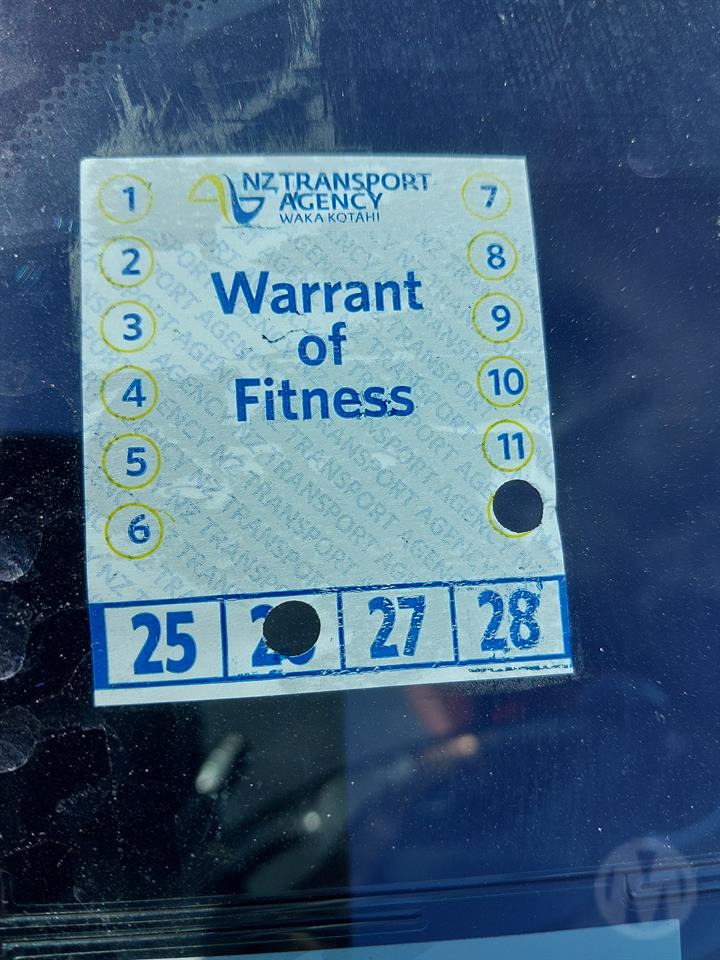 NZ TRANSPORT
AGENCY
WAKA KOTAHI
1
2
3
4
5
6
7
8
9
10
11
Warrant
of
Fitness
25
27
28